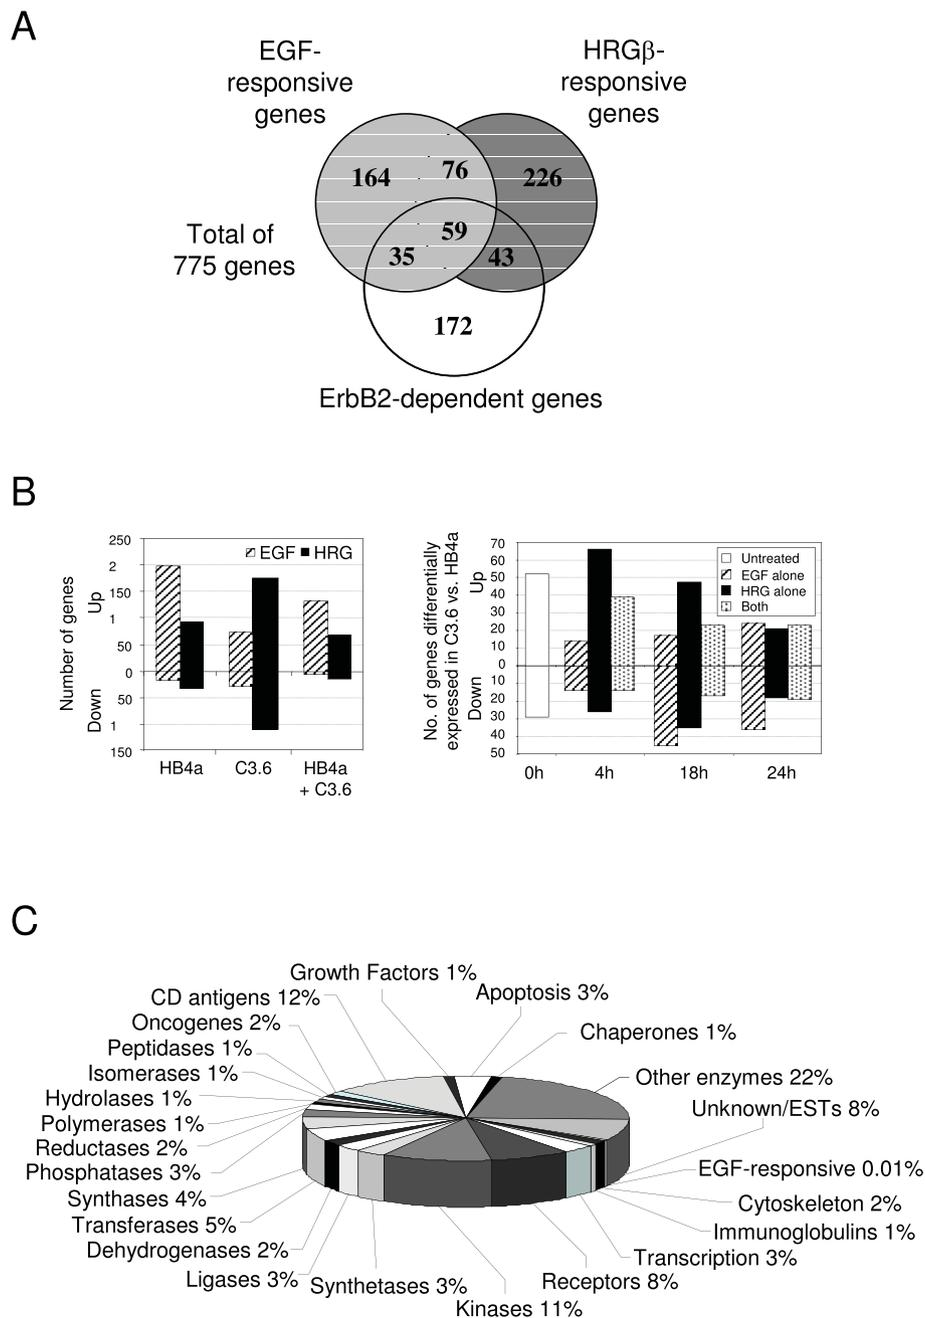 A
EGF-
responsive
genes
HRGβ-
responsive
genes
164
76
226
59
35
43
172
Total of
775 genes
ErbB2-dependent genes
B
Number of genes
Down Up
250
2
150
1
50
0
50
1
150
EGF HRG
HB4a
C3.6
HB4a
+ C3.6
No. of genes differentially
expressed in C3.6 vs. HB4a
Down Up
70
60
50
40
30
20
10
0
10
20
30
40
50
Untreated
EGF alone
HRG alone
Both
0h
4h
18h
24h
C
Growth Factors 1%
CD antigens 12%
Apoptosis 3%
Oncogenes 2%
Chaperones 1%
Peptidases 1%
Isomerases 1%
Other enzymes 22%
Hydrolases 1%
Unknown/ESTs 8%
Polymerases 1%
Reductases 2%
Phosphatases 3%
EGF-responsive 0.01%
Synthases 4%
Cytoskeleton 2%
Transferases 5%
Immunoglobulins 1%
Dehydrogenases 2%
Transcription 3%
Ligases 3%
Synthetases 3%
Receptors 8%
Kinases 11%